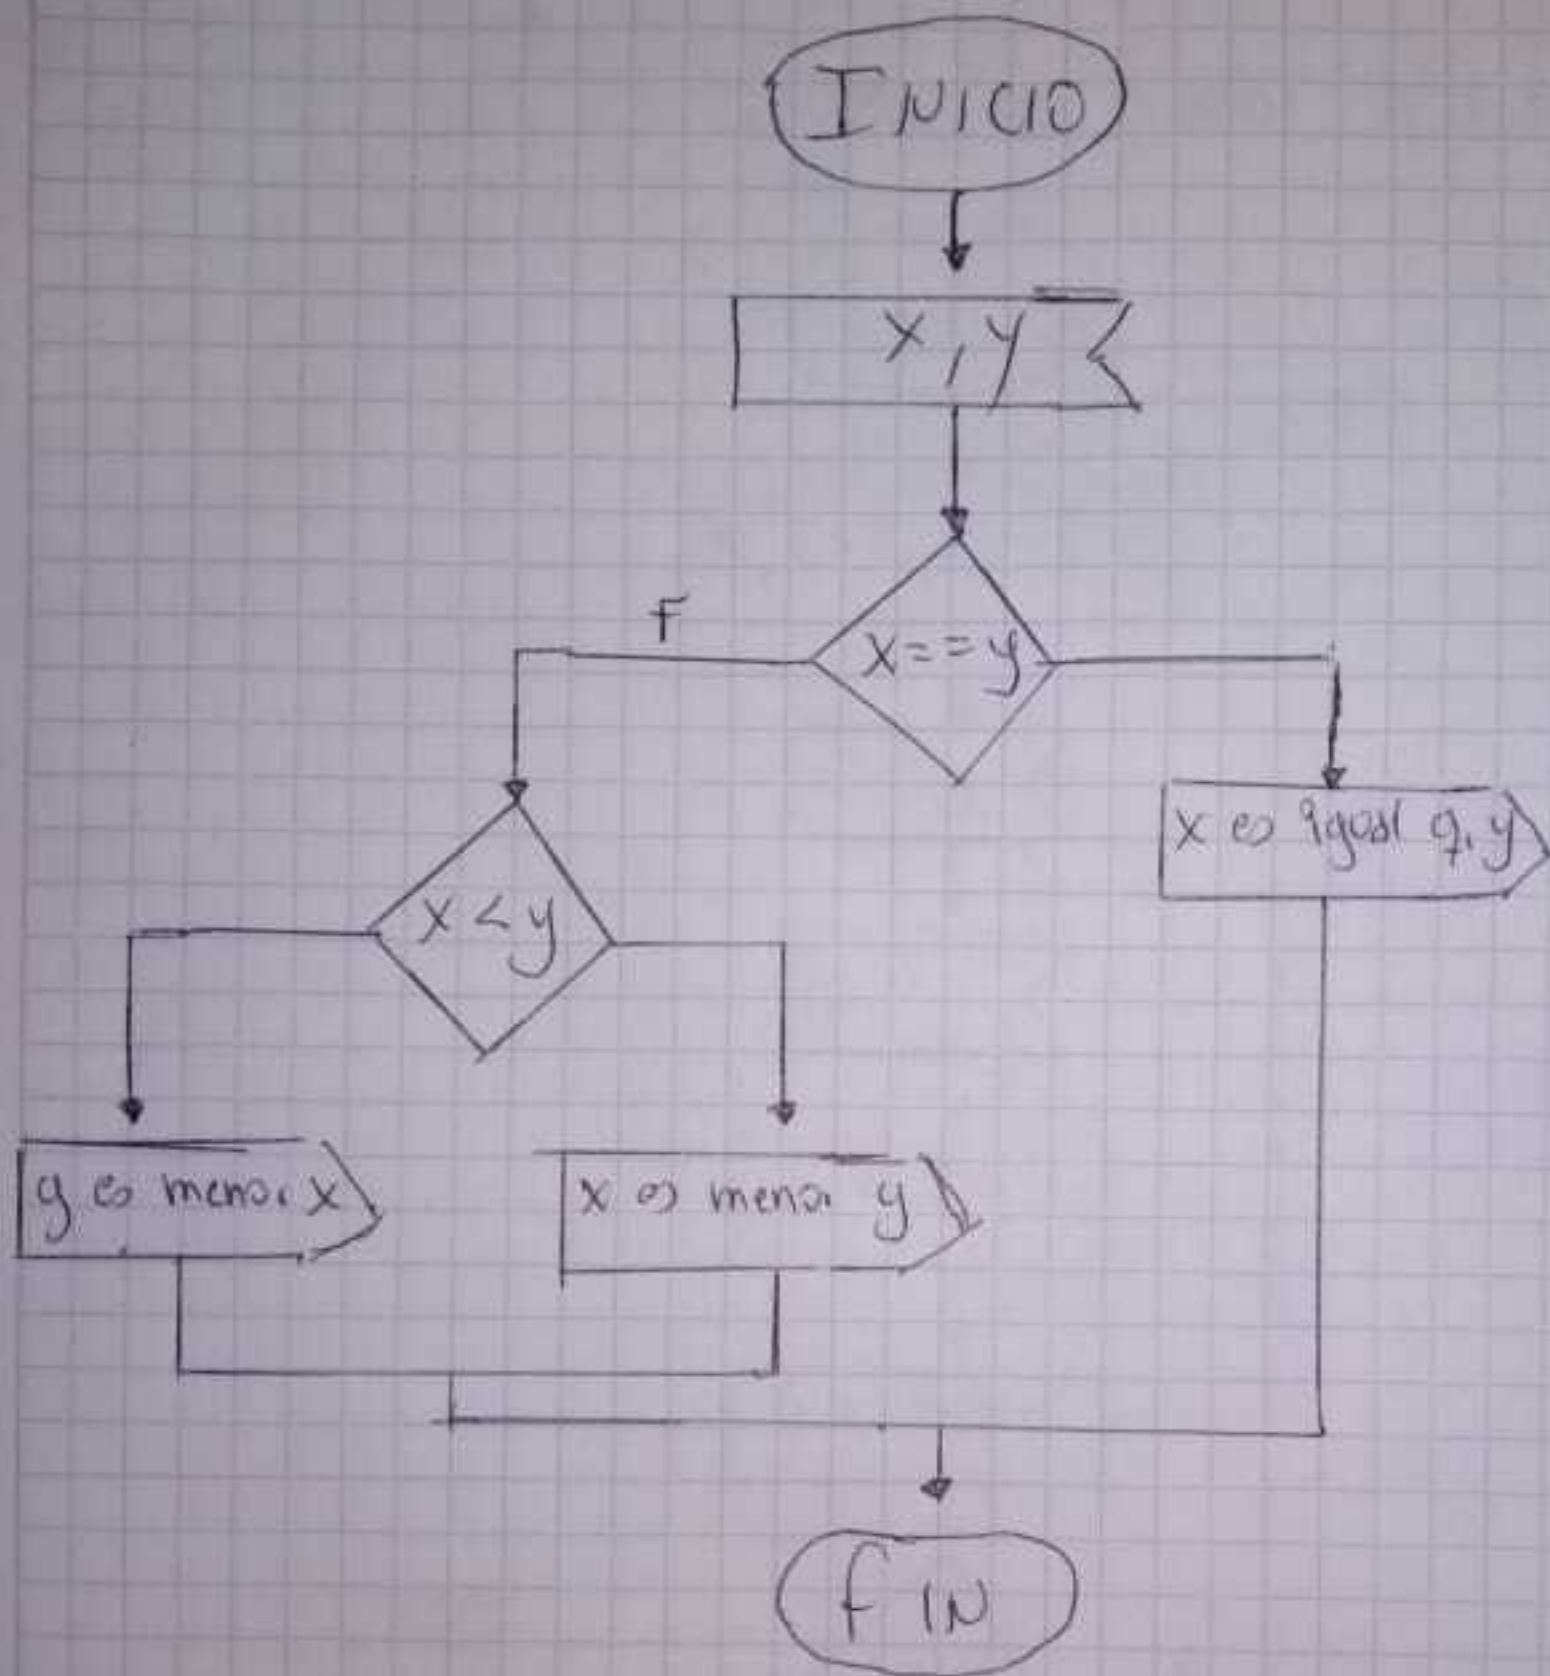 INICIO
x, y
F
x==y
x es igual a, y
x < y
y es menor x
x es menor y
FIN